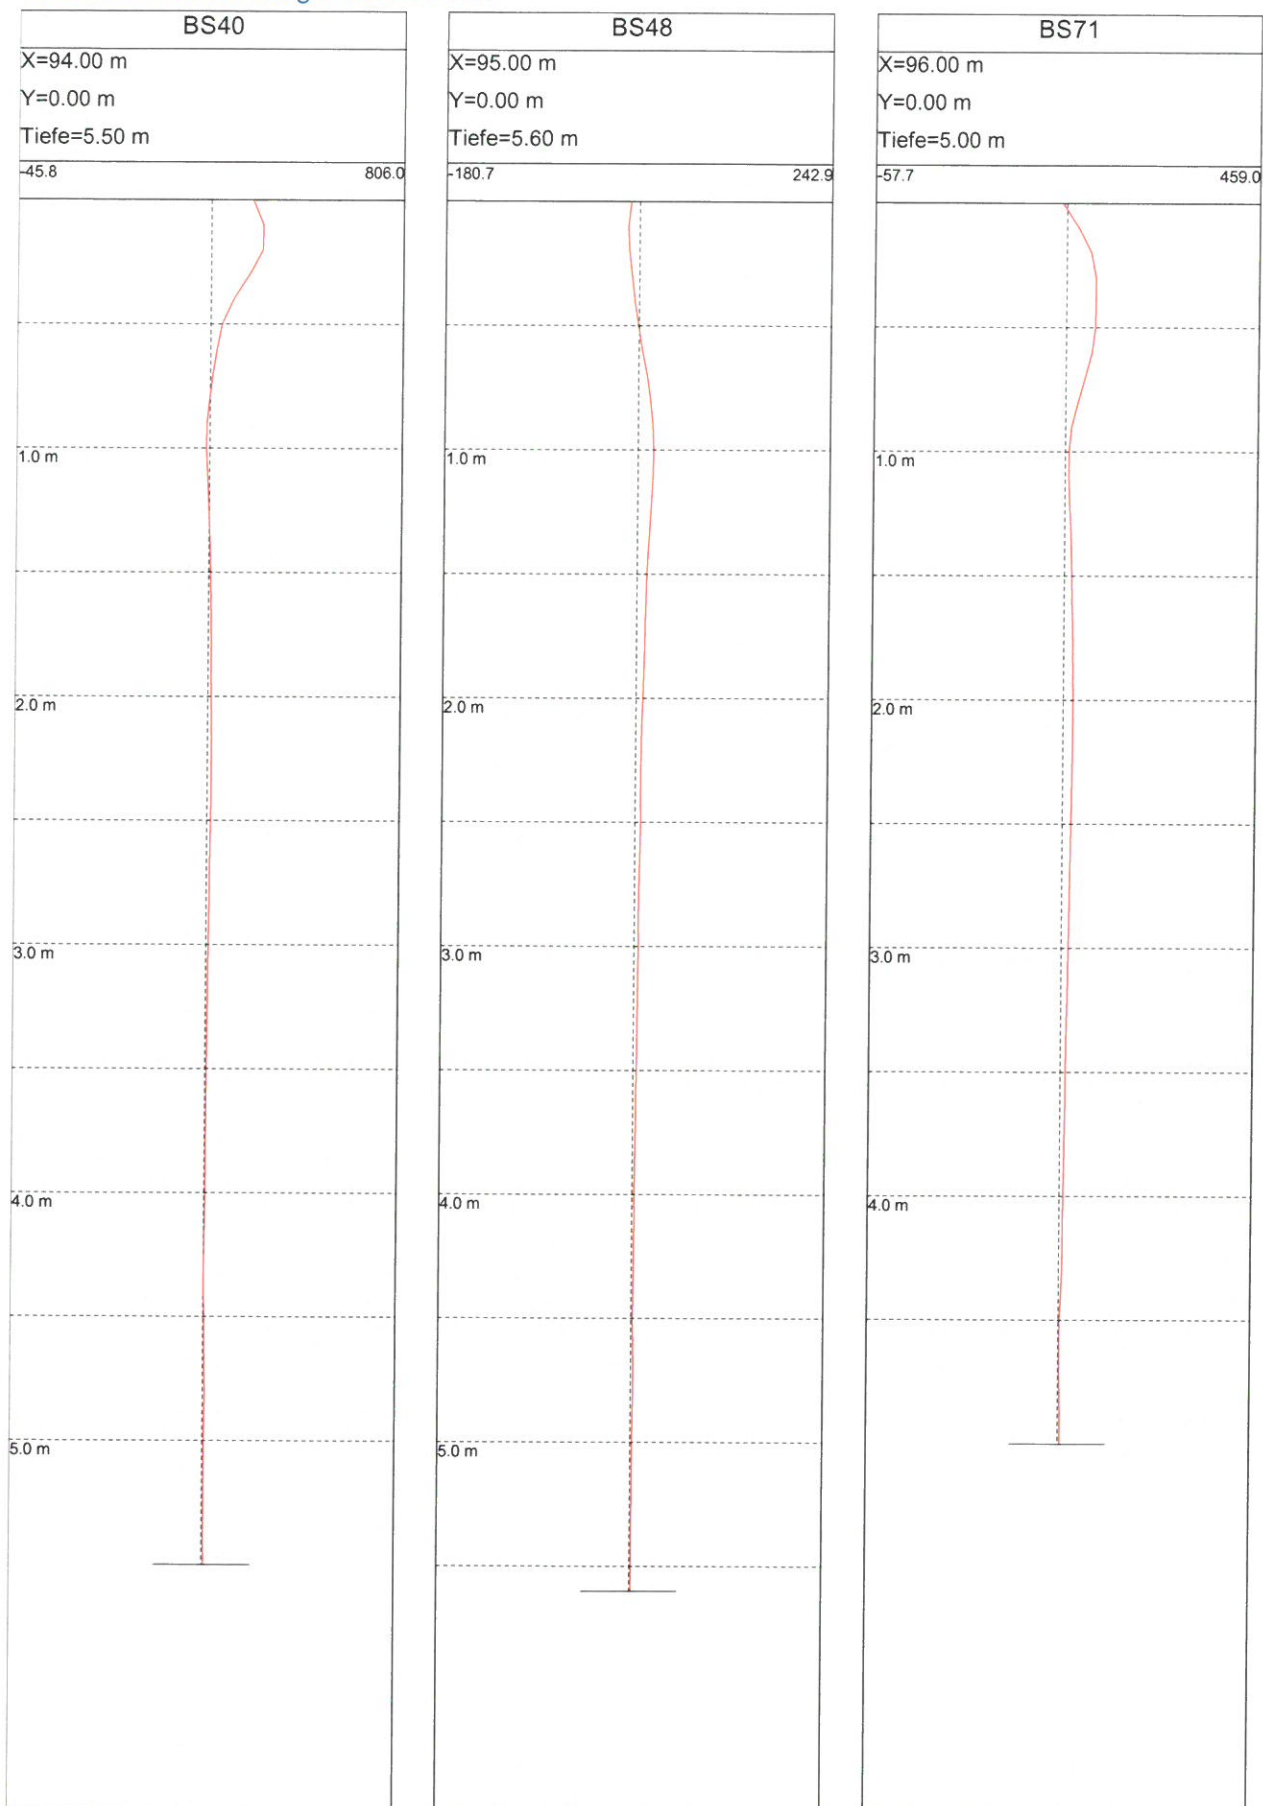 BS40
X=94.00 m
Y=0.00 m
Tiefe=5.50 m
-45.8 806.0
1.0 m
2.0 m
3.0 m
4.0 m
5.0 m
BS48
X=95.00 m
Y=0.00 m
Tiefe=5.60 m
-180.7 242.9
1.0 m
2.0 m
3.0 m
4.0 m
5.0 m
BS71
X=96.00 m
Y=0.00 m
Tiefe=5.00 m
-57.7 459.0
1.0 m
2.0 m
3.0 m
4.0 m